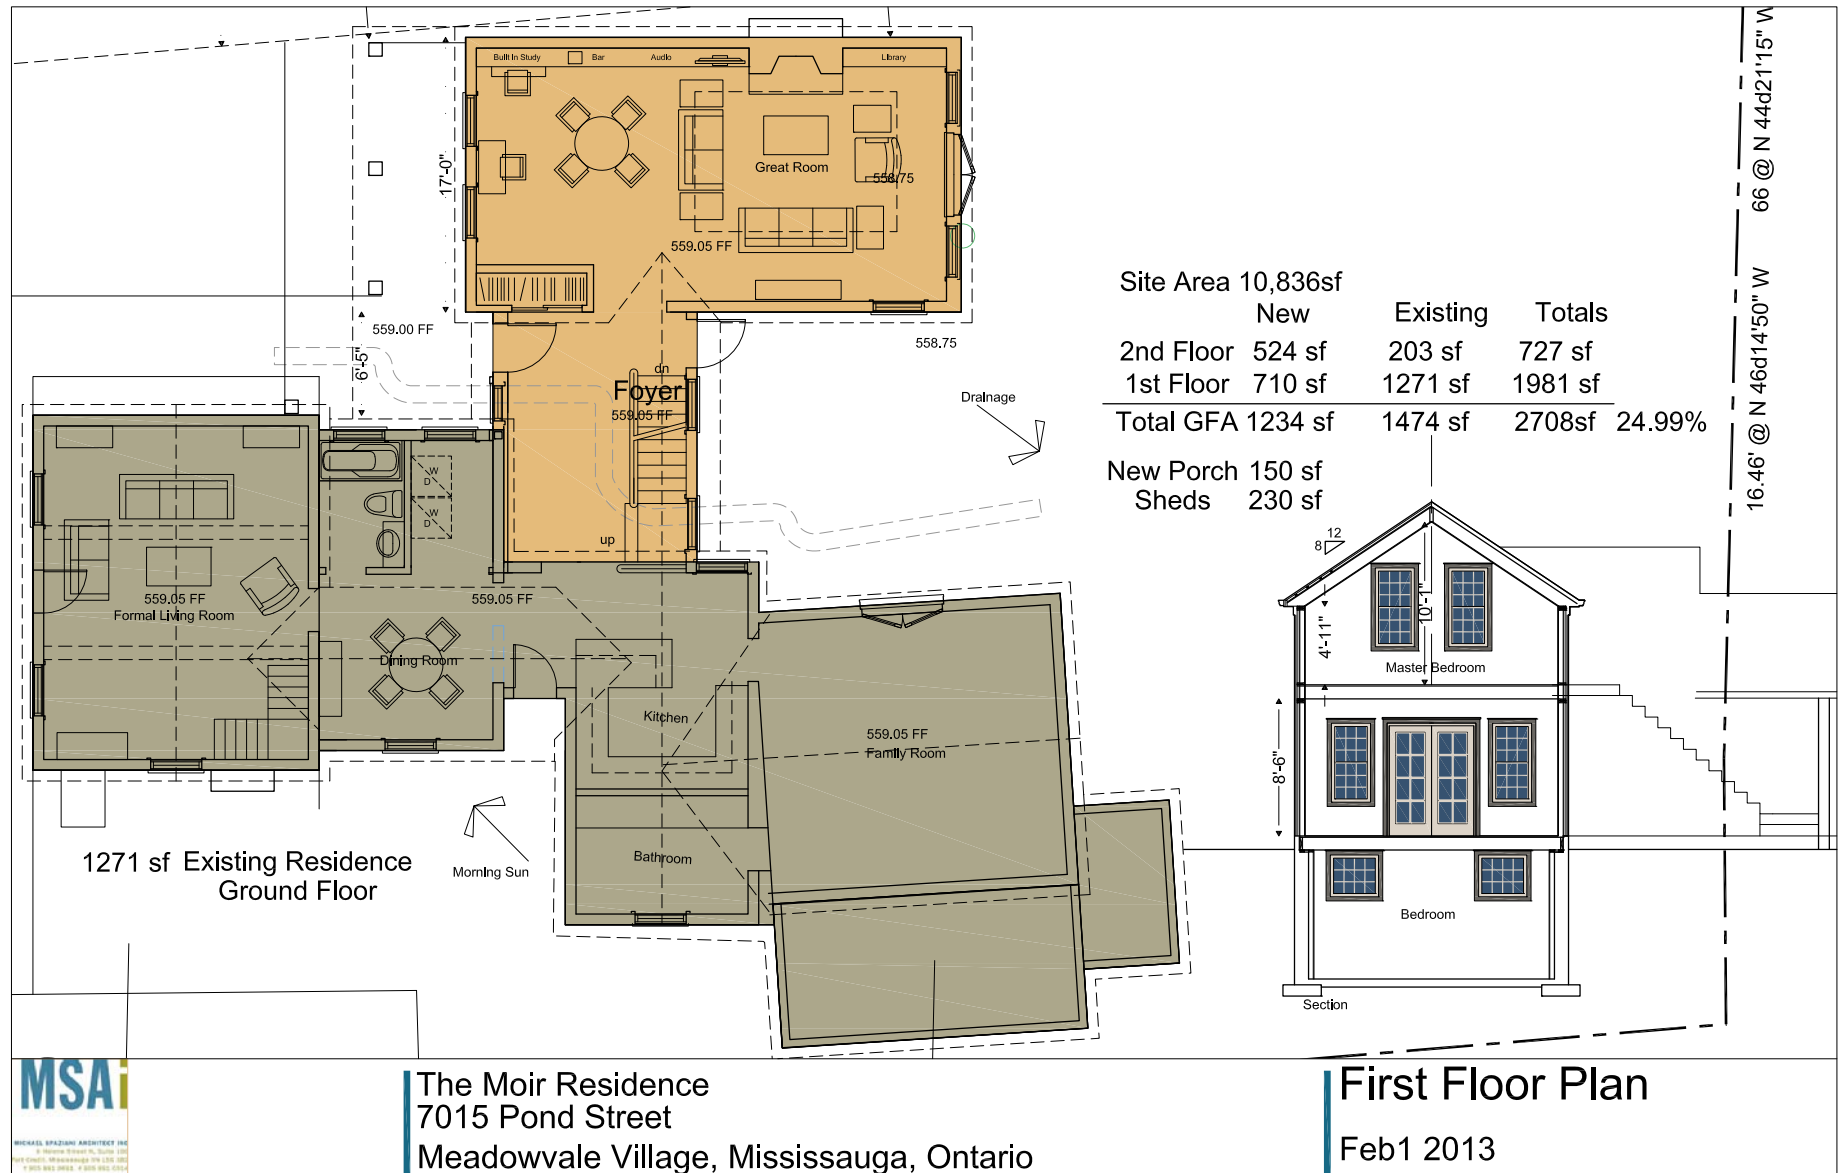 Built In Study
Bar
Audio
Library
66 @ N 44d21'15" W
17'-0"
Great Room
558.75
559.05 FF
Site Area 10,836sf
New Existing Totals
2nd Floor 524 sf 203 sf 727 sf
1st Floor 710 sf 1271 sf 1981 sf
Total GFA 1234 sf 1474 sf 2708sf 24.99%
New Porch 150 sf
Sheds 230 sf
16.46' @ N 46d14'50" W
559.00 FF
6'-5"
558.75
dn
Foyer
559.05 FF
Drainage
W
D
W
D
up
12
8
559.05 FF
Formal Living Room
559.05 FF
Dining Room
Kitchen
559.05 FF
Family Room
Bathroom
10'-1"
4'-11"
Master Bedroom
8'-6"
Bedroom
Section
1271 sf Existing Residence
Ground Floor
Morning Sun
MSAi
MICHAEL SPAZIANI ARCHITECT INC
The Moir Residence
7015 Pond Street
Meadowvale Village, Mississauga, Ontario
First Floor Plan
Feb1 2013